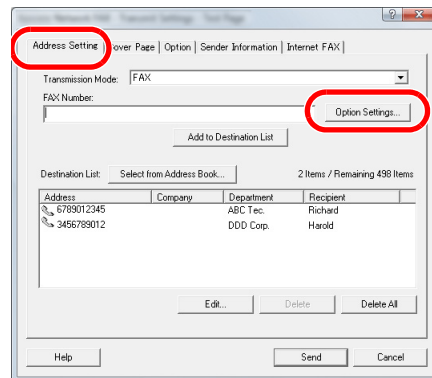 Address Setting Cover Page Option Sender Information Internet FAX
Transmission Mode: FAX
FAX Number:
Option Settings...
Add to Destination List
Destination List: Select from Address Book... 2 Items / Remaining 498 Items
Address Company Department Recipient
6789012345 ABC Tec. Richard
3456789012 DDD Corp. Harold
Edit... Delete Delete All
Help Send Cancel